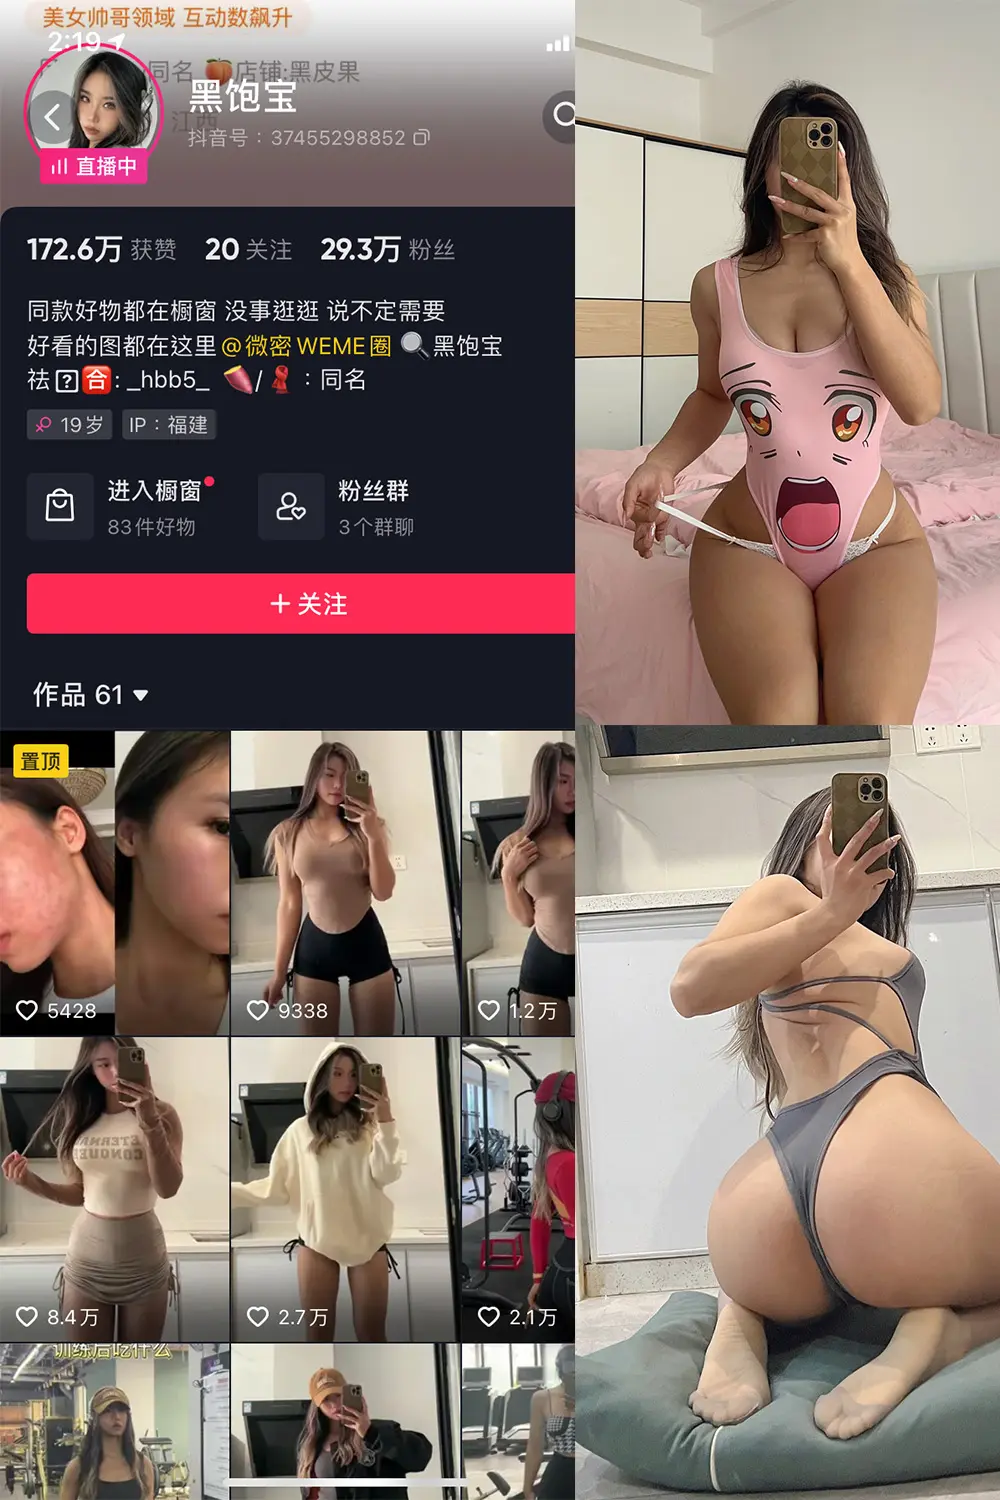 美女帅哥领域 互动数飙升
2:19
同名 🍑店铺:黑皮果
黑饱宝
江西
抖音号：37455298852
直播中
172.6万 获赞 20 关注 29.3万 粉丝
同款好物都在橱窗 没事逛逛 说不定需要
好看的图都在这里 @微密 WEME圈 🔍黑饱宝
祛?合: _hbb5_ 🍠/🧣：同名
19岁 IP：福建
进入橱窗 粉丝群
83件好物 3个群聊
+ 关注
作品 61
置顶
5428 9338 1.2万
ETERNAL
CONQUER
8.4万 2.7万 2.1万
训练后吃什么